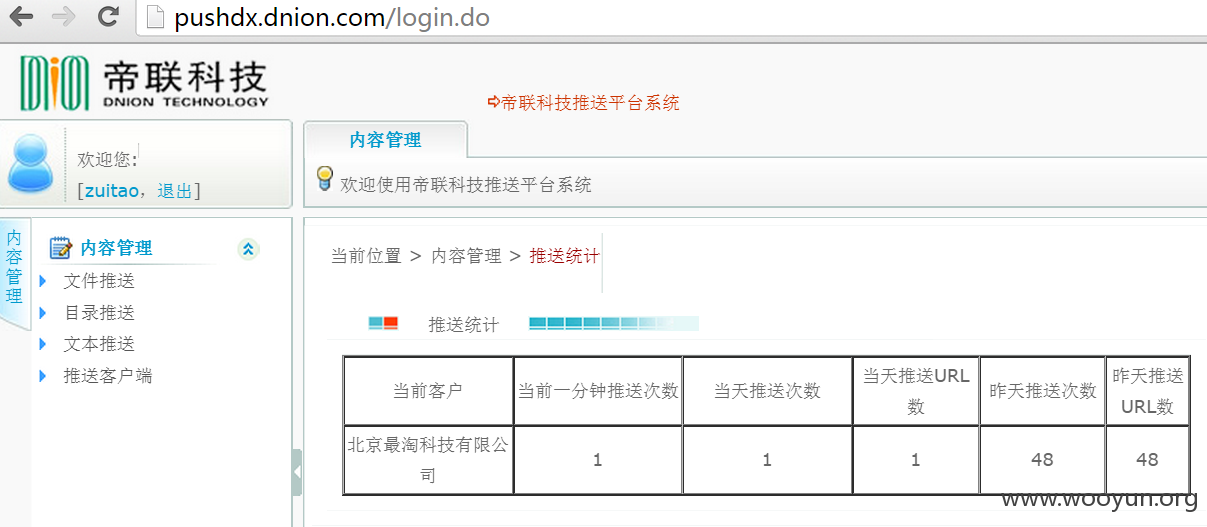 pushdx.dnion.com/login.do
帝联科技
DNION TECHNOLOGY
⇨帝联科技推送平台系统
欢迎您:
[zuitao，退出]
内容管理
欢迎使用帝联科技推送平台系统
内容管理
内容管理
文件推送
目录推送
文本推送
推送客户端
当前位置 > 内容管理 > 推送统计
推送统计
当前客户 当前一分钟推送次数 当天推送次数 当天推送URL数 昨天推送次数 昨天推送URL数
北京最淘科技有限公司 1 1 1 48 48
www.wooyun.org